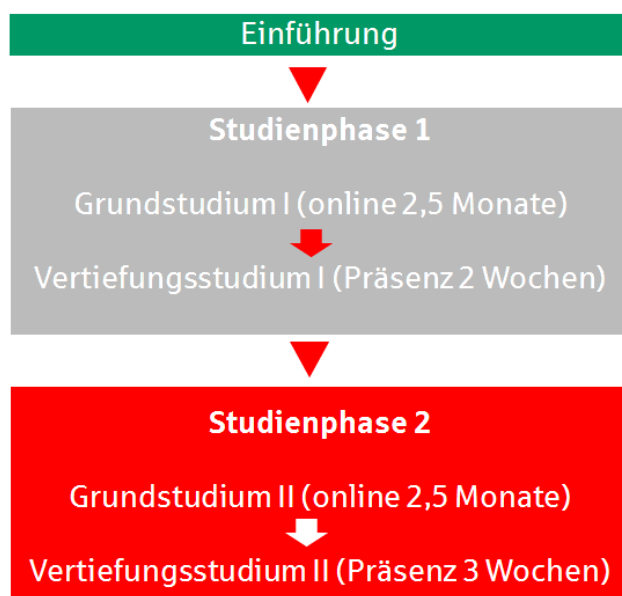 Einführung
Studienphase 1
Grundstudium I (online 2,5 Monate)
Vertiefungsstudium I (Präsenz 2 Wochen)
Studienphase 2
Grundstudium II (online 2,5 Monate)
Vertiefungsstudium II (Präsenz 3 Wochen)